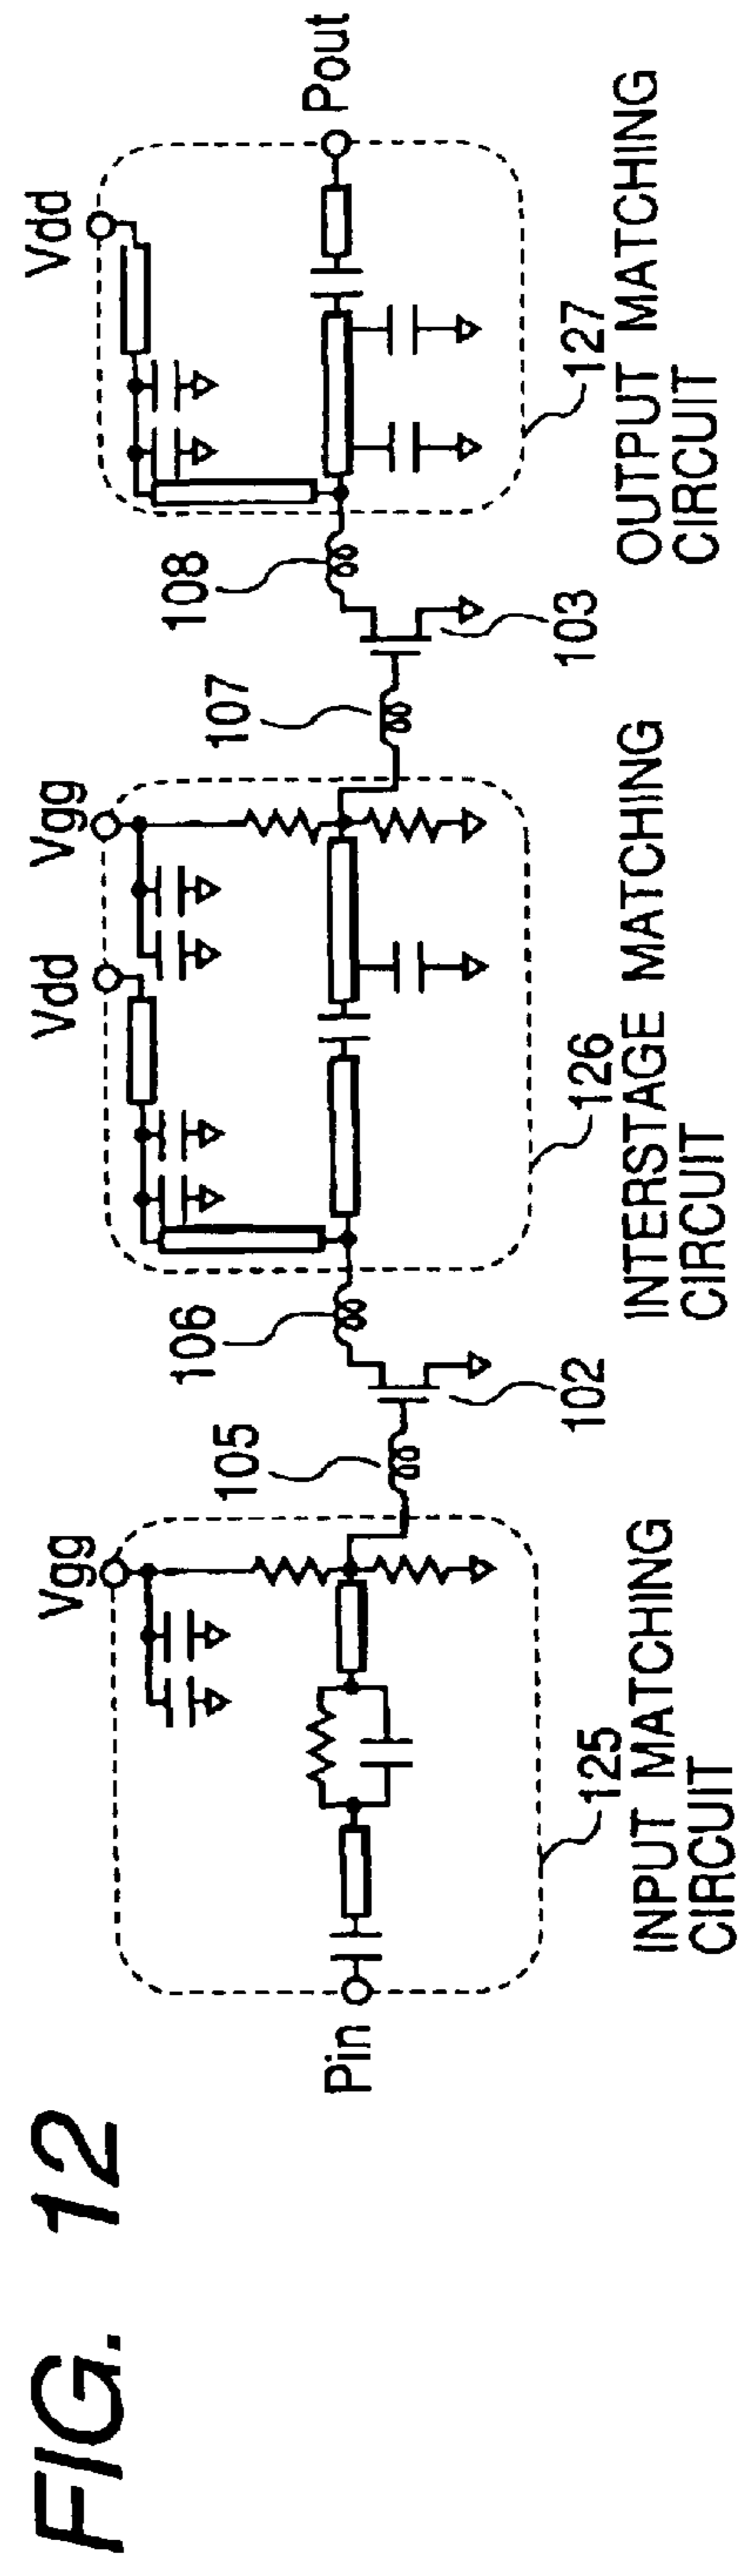 FIG. 12
Pin
Vgg
125
INPUT MATCHING
CIRCUIT
105
102
106
Vdd
Vgg
126
INTERSTAGE MATCHING
CIRCUIT
107
103
108
Vdd
127
OUTPUT MATCHING
CIRCUIT
Pout